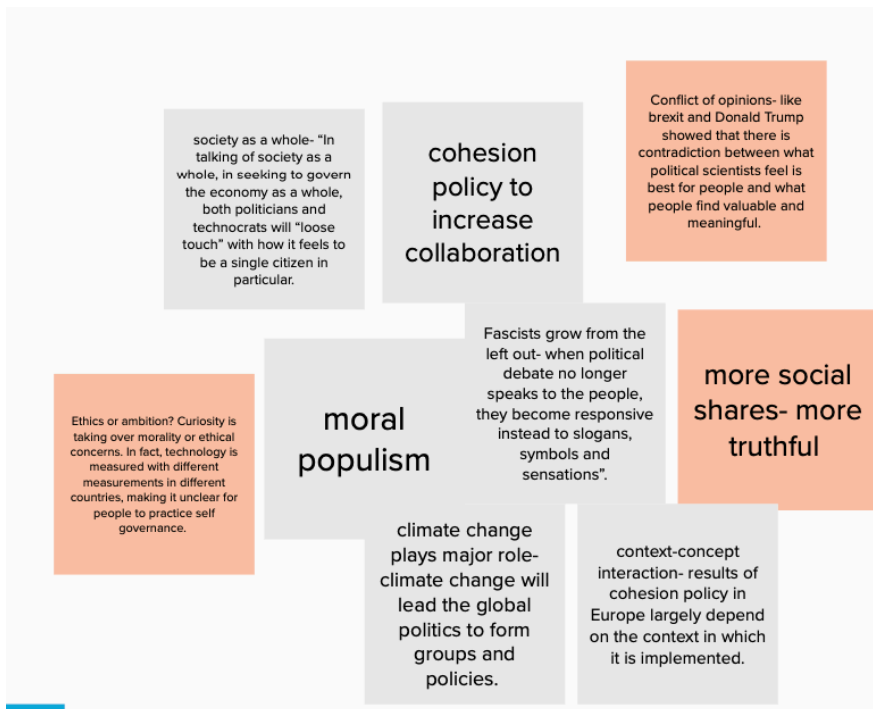 society as a whole- “In
talking of society as a
whole, in seeking to govern
the economy as a whole,
both politicians and
technocrats will “loose
touch” with how it feels to
be a single citizen in
particular.
cohesion
policy to
increase
collaboration
Conflict of opinions- like
brexit and Donald Trump
showed that there is
contradiction between what
political scientists feel is
best for people and what
people find valuable and
meaningful.
Ethics or ambition? Curiosity is
taking over morality or ethical
concerns. In fact, technology is
measured with different
measurements in different
countries, making it unclear for
people to practice self
governance.
moral
populism
Fascists grow from the
left out- when political
debate no longer
speaks to the people,
they become responsive
instead to slogans,
symbols and
sensations”.
more social
shares- more
truthful
climate change
plays major role-
climate change will
lead the global
politics to form
groups and
policies.
context-concept
interaction- results of
cohesion policy in
Europe largely depend
on the context in which
it is implemented.